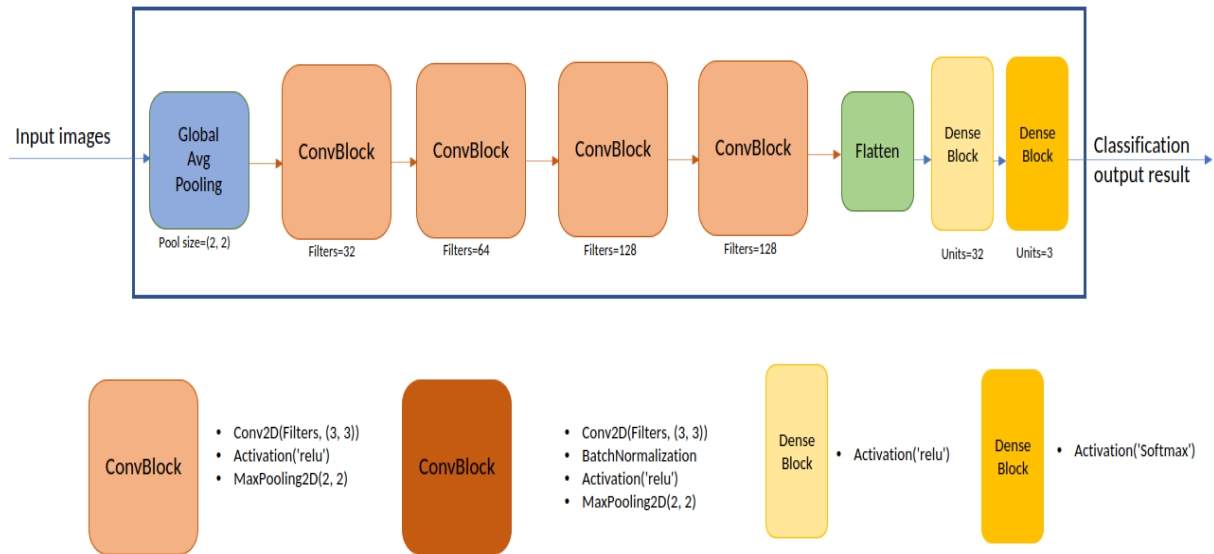 Input images
Global
Avg
Pooling
Pool size=(2, 2)
ConvBlock
Filters=32
ConvBlock
Filters=64
ConvBlock
Filters=128
ConvBlock
Filters=128
Flatten
Dense
Block
Units=32
Dense
Block
Units=3
Classification
output result
ConvBlock
• Conv2D(Filters, (3, 3))
• Activation('relu')
• MaxPooling2D(2, 2)
ConvBlock
• Conv2D(Filters, (3, 3))
• BatchNormalization
• Activation('relu')
• MaxPooling2D(2, 2)
Dense
Block
• Activation('relu')
Dense
Block
• Activation('Softmax')